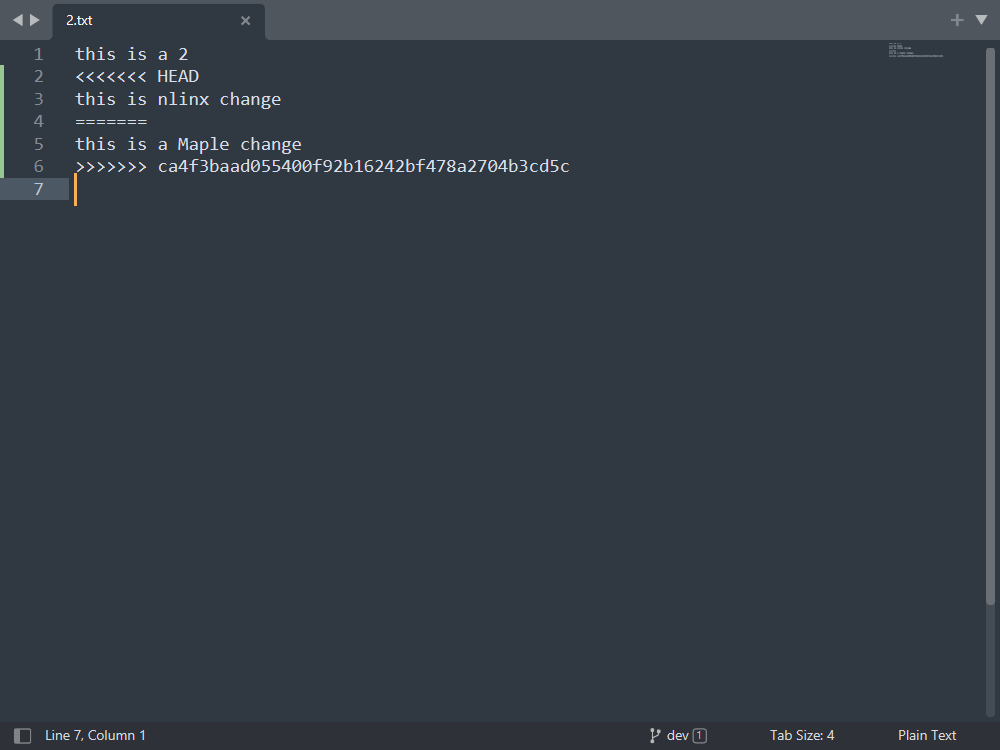 2.txt
1 this is a 2
2 <<<<<<< HEAD
3 this is nlinx change
4 =======
5 this is a Maple change
6 >>>>>>> ca4f3baad055400f92b16242bf478a2704b3cd5c
7
Line 7, Column 1 dev 1 Tab Size: 4 Plain Text